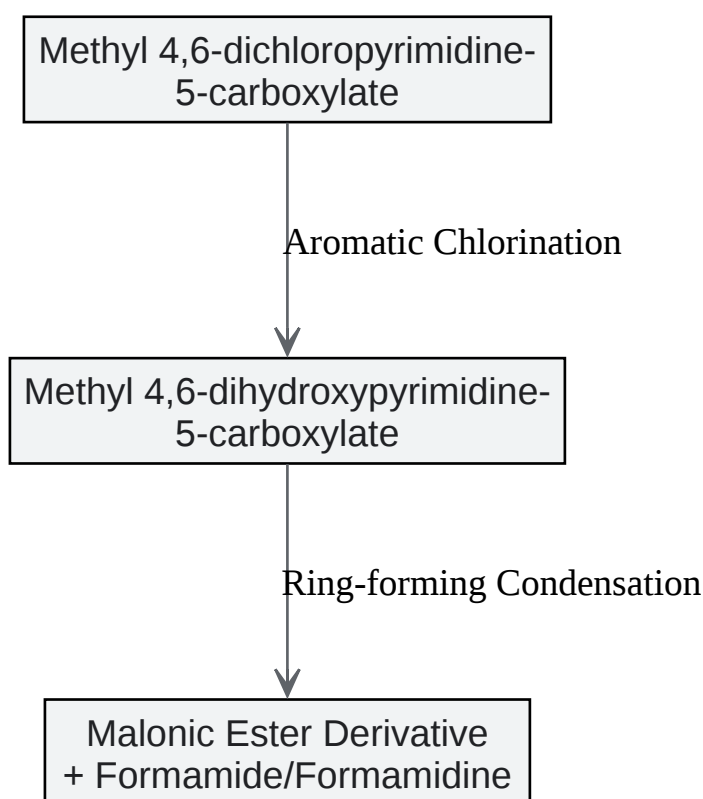 Methyl 4,6-dichloropyrimidine-
5-carboxylate
Aromatic Chlorination
Methyl 4,6-dihydroxypyrimidine-
5-carboxylate
Ring-forming Condensation
Malonic Ester Derivative
+ Formamide/Formamidine